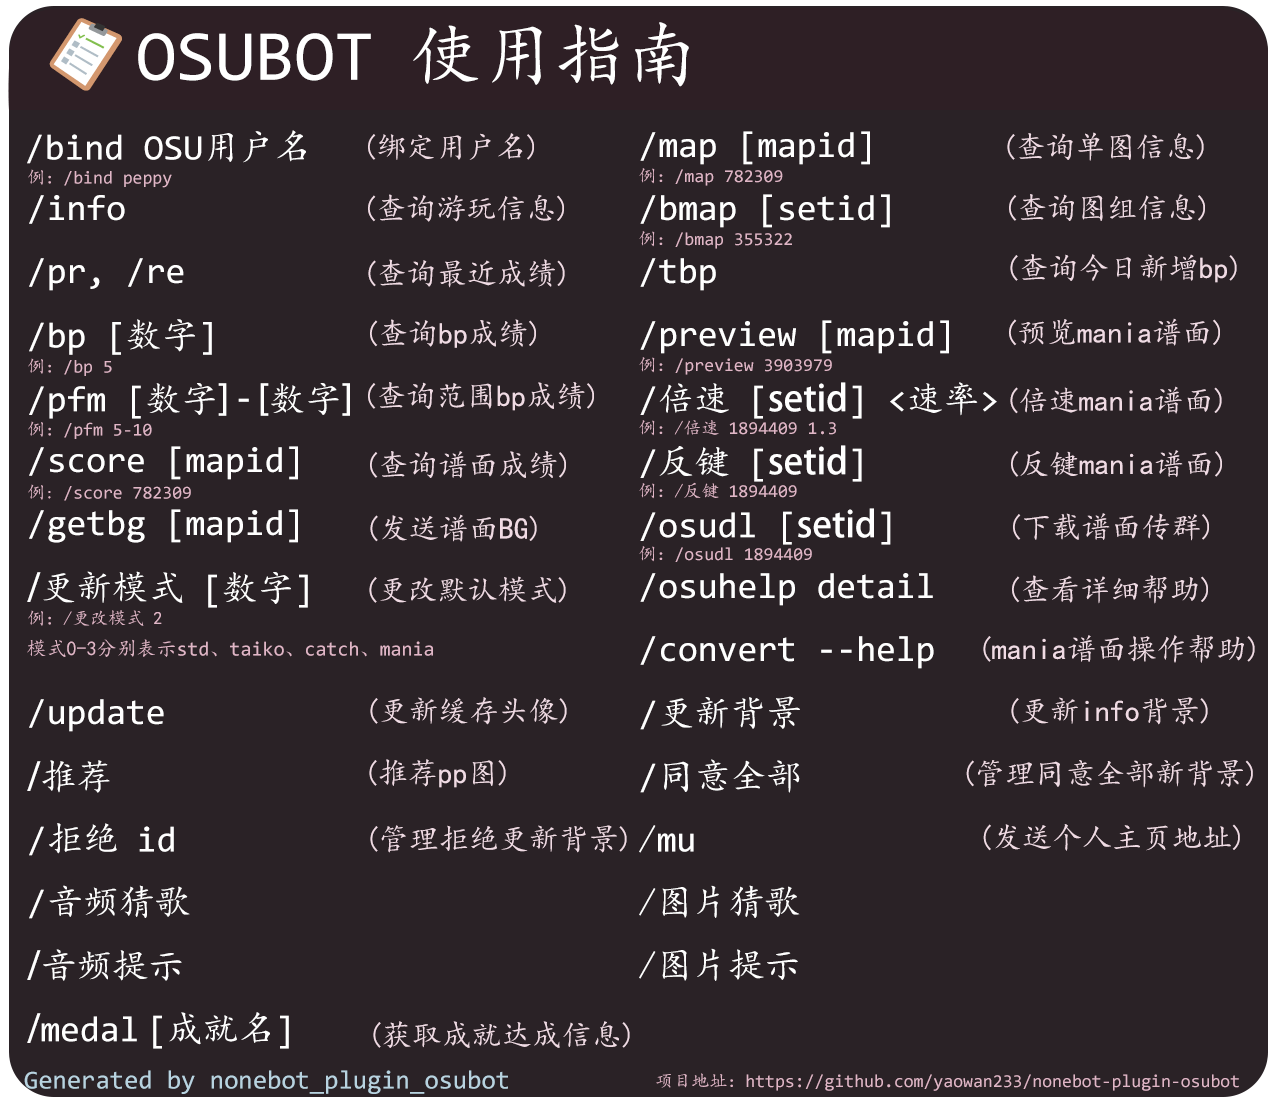 OSUBOT 使用指南
/bind OSU用户名 (绑定用户名)
例: /bind peppy
/info (查询游玩信息)
/pr, /re (查询最近成绩)
/bp [数字] (查询bp成绩)
例: /bp 5
/pfm [数字]-[数字] (查询范围bp成绩)
例: /pfm 5-10
/score [mapid] (查询谱面成绩)
例: /score 782309
/getbg [mapid] (发送谱面BG)
/更新模式 [数字] (更改默认模式)
例: /更改模式 2
模式0-3分别表示std、taiko、catch、mania
/update (更新缓存头像)
/推荐 (推荐pp图)
/拒绝 id (管理拒绝更新背景)
/音频猜歌
/音频提示
/medal [成就名] (获取成就达成信息)
/map [mapid] (查询单图信息)
例: /map 782309
/bmap [setid] (查询图组信息)
例: /bmap 355322
/tbp (查询今日新增bp)
/preview [mapid] (预览mania谱面)
例: /preview 3903979
/倍速 [setid] <速率> (倍速mania谱面)
例: /倍速 1894409 1.3
/反键 [setid] (反键mania谱面)
例: /反键 1894409
/osudl [setid] (下载谱面传群)
例: /osudl 1894409
/osuhelp detail (查看详细帮助)
/convert --help (mania谱面操作帮助)
/更新背景 (更新info背景)
/同意全部 (管理同意全部新背景)
/mu (发送个人主页地址)
/图片猜歌
/图片提示
Generated by nonebot_plugin_osubot
项目地址: https://github.com/yaowan233/nonebot-plugin-osubot